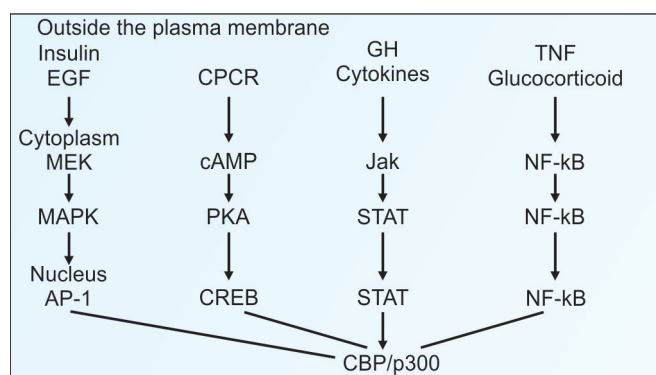 Outside the plasma membrane
Insulin
EGF
CPCR
GH
Cytokines
TNF
Glucocorticoid
Cytoplasm
MEK
cAMP
Jak
NF-kB
MAPK
PKA
STAT
NF-kB
Nucleus
AP-1
CREB
STAT
NF-kB
CBP/p300